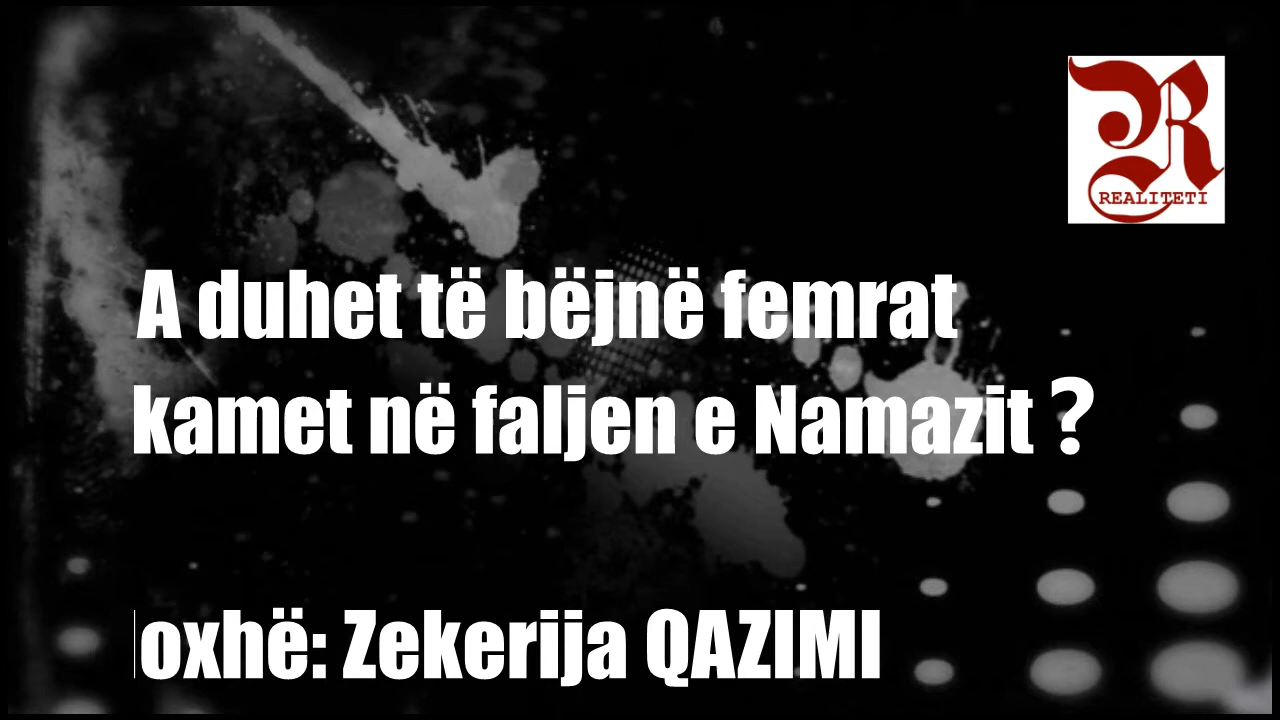 REALITETI
A duhet të bëjnë femrat
kamet në faljen e Namazit ?
oxhë: Zekerija QAZIMI